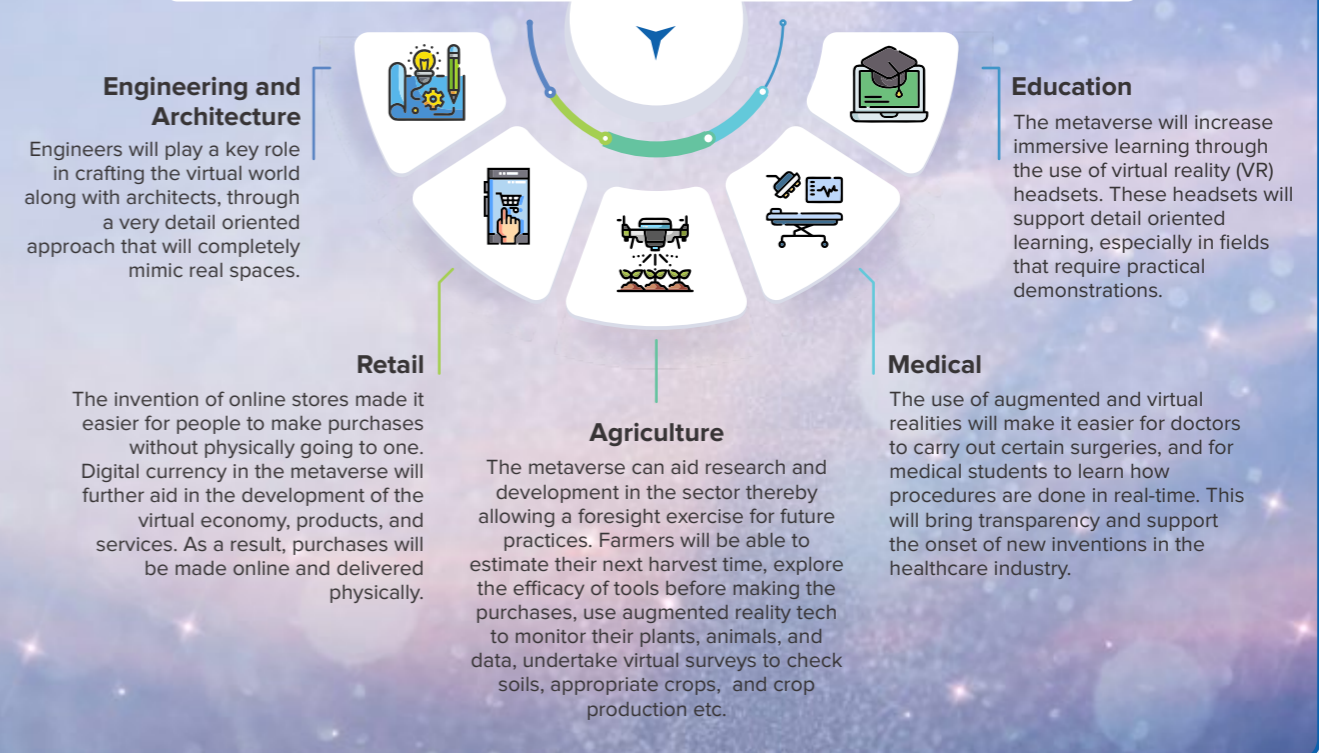 Engineering and
Architecture
Engineers will play a key role
in crafting the virtual world
along with architects, through
a very detail oriented
approach that will completely
mimic real spaces.
Retail
The invention of online stores made it
easier for people to make purchases
without physically going to one.
Digital currency in the metaverse will
further aid in the development of the
virtual economy, products, and
services. As a result, purchases will
be made online and delivered
physically.
Agriculture
The metaverse can aid research and
development in the sector thereby
allowing a foresight exercise for future
practices. Farmers will be able to
estimate their next harvest time, explore
the efficacy of tools before making the
purchases, use augmented reality tech
to monitor their plants, animals, and
data, undertake virtual surveys to check
soils, appropriate crops, and crop
production etc.
Medical
The use of augmented and virtual
realities will make it easier for doctors
to carry out certain surgeries, and for
medical students to learn how
procedures are done in real-time. This
will bring transparency and support
the onset of new inventions in the
healthcare industry.
Education
The metaverse will increase
immersive learning through
the use of virtual reality (VR)
headsets. These headsets will
support detail oriented
learning, especially in fields
that require practical
demonstrations.